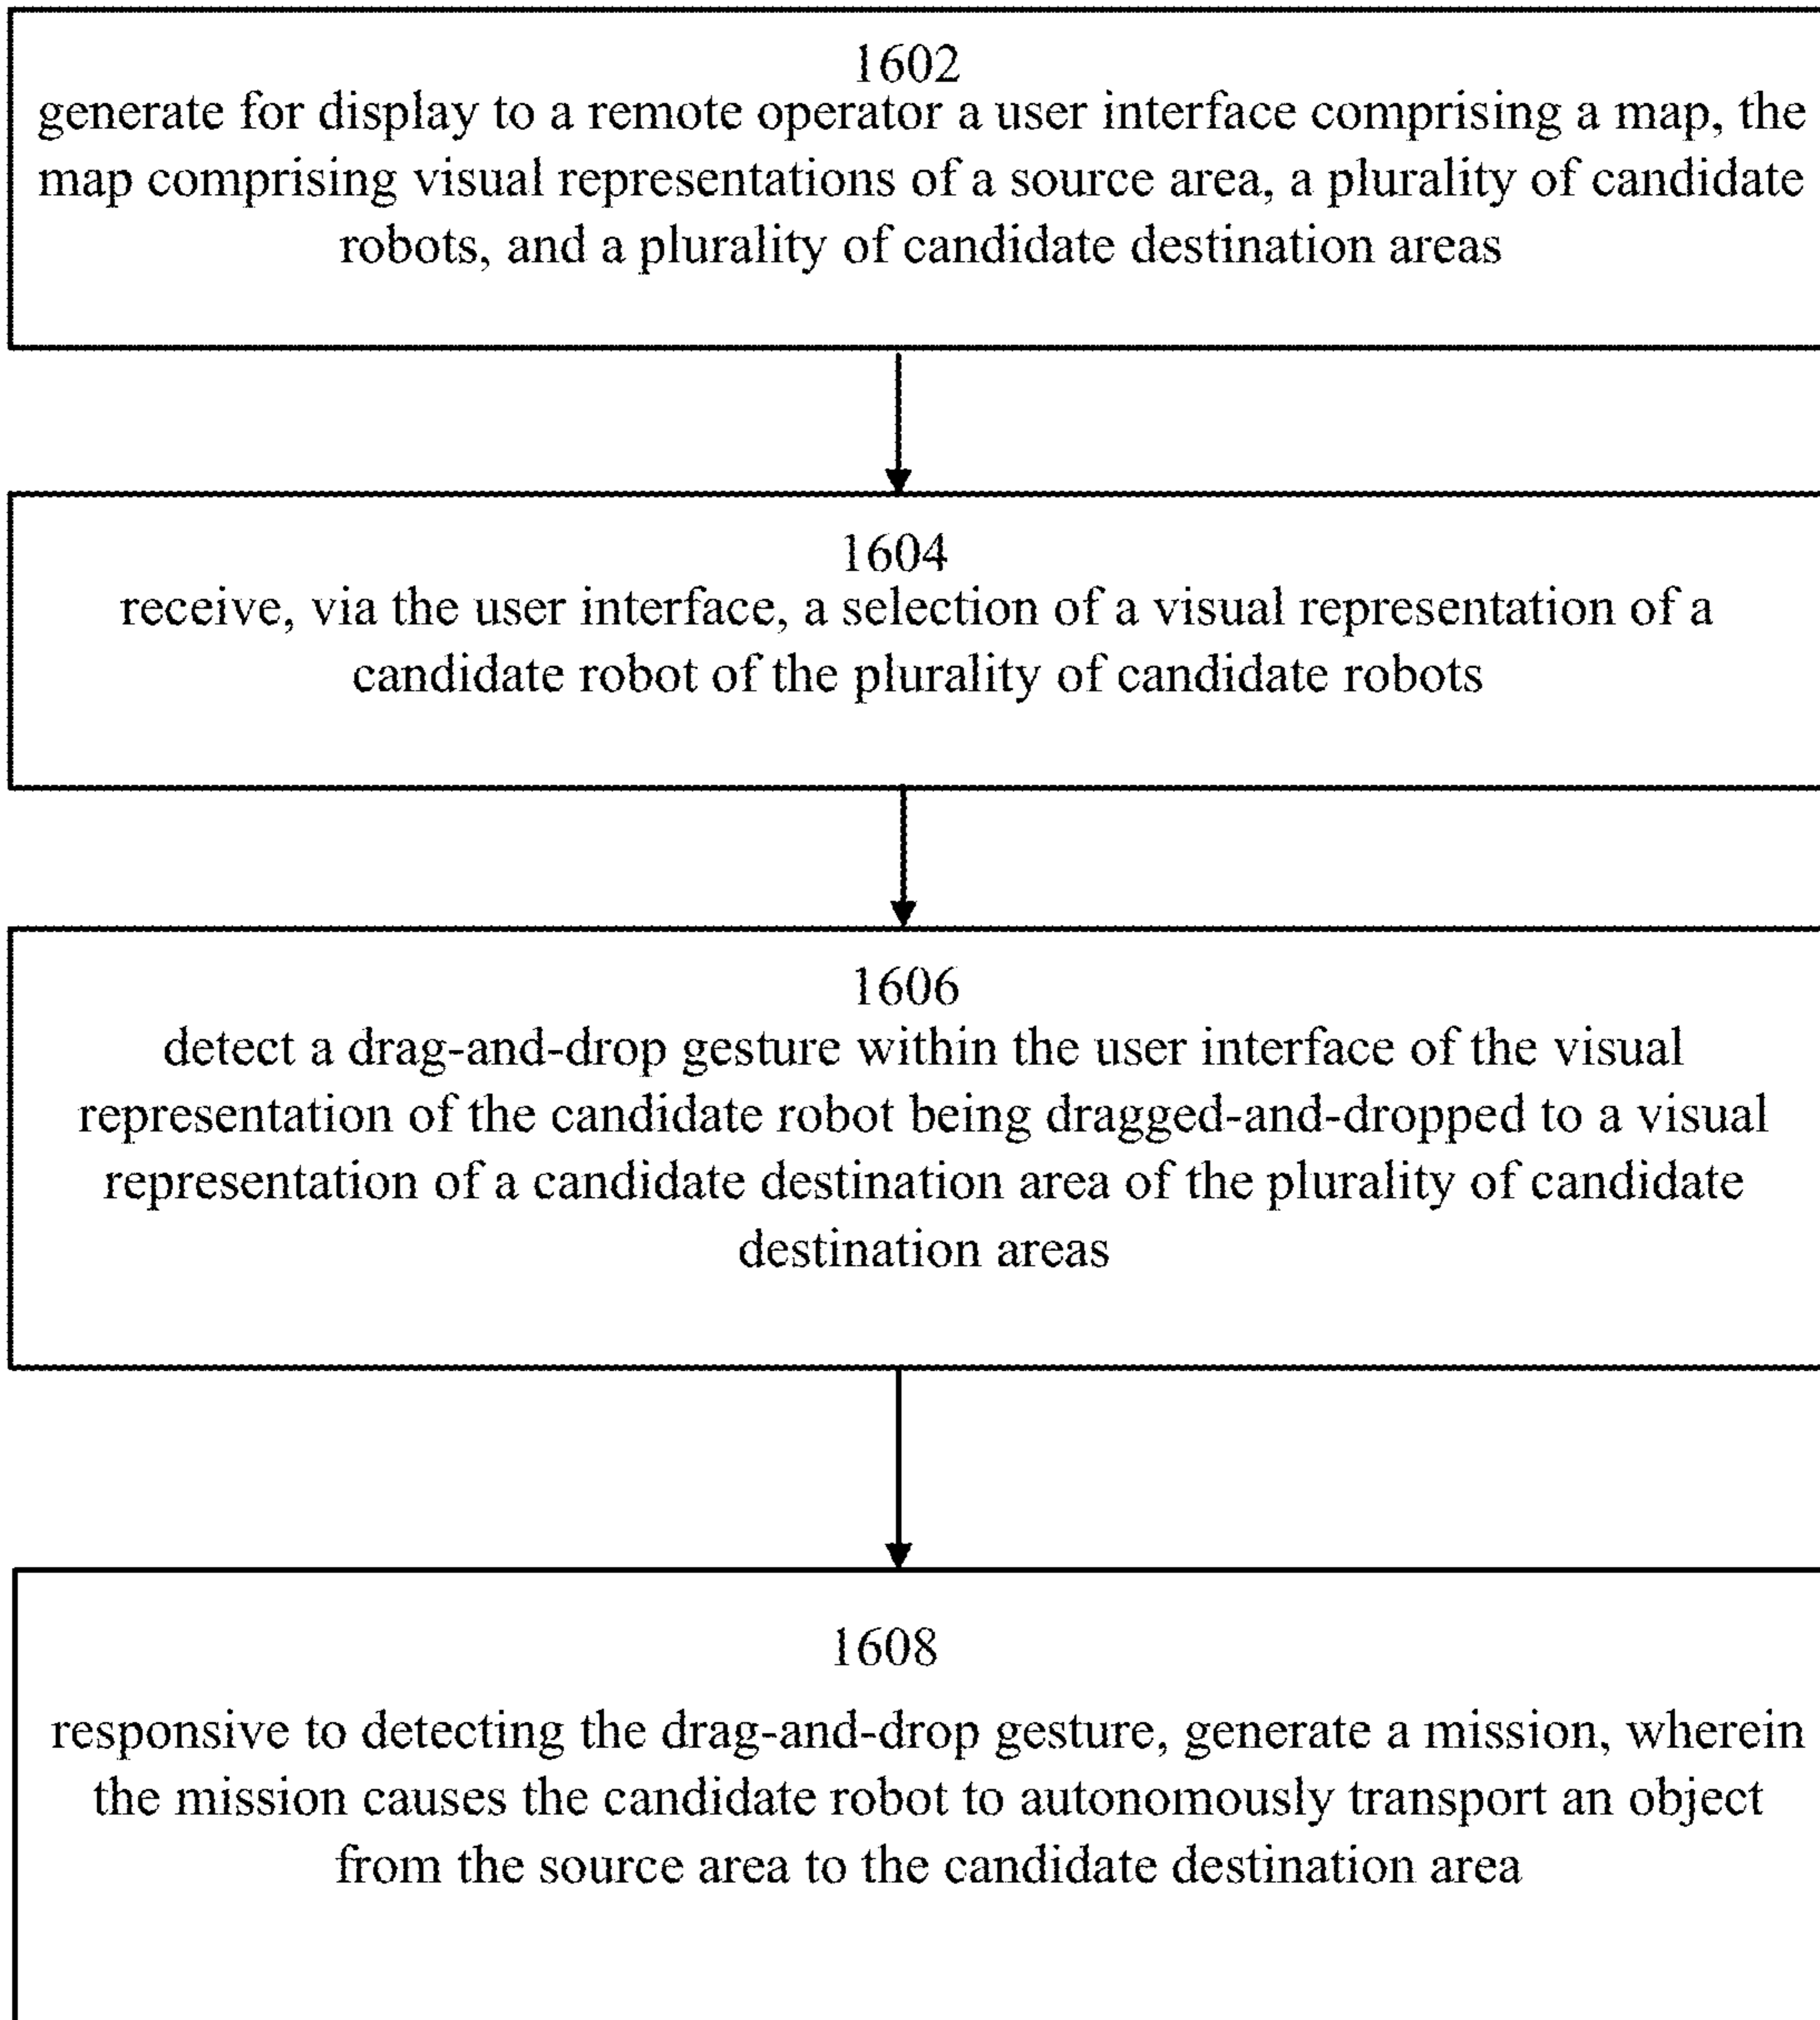 1602
generate for display to a remote operator a user interface comprising a map, the
map comprising visual representations of a source area, a plurality of candidate
robots, and a plurality of candidate destination areas
1604
receive, via the user interface, a selection of a visual representation of a
candidate robot of the plurality of candidate robots
1606
detect a drag-and-drop gesture within the user interface of the visual
representation of the candidate robot being dragged-and-dropped to a visual
representation of a candidate destination area of the plurality of candidate
destination areas
1608
responsive to detecting the drag-and-drop gesture, generate a mission, wherein
the mission causes the candidate robot to autonomously transport an object
from the source area to the candidate destination area